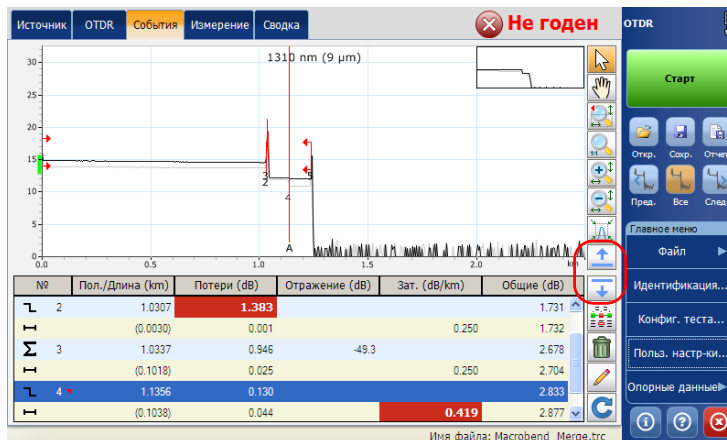 Источник OTDR События Измерение Сводка Не годен OTDR
1310 nm (9 µm)
30
25
20
15
10
5
0
2
4
5
A
0.0 0.5 1.0 1.5 2.0 km
№ Пол./Длина (km) Потери (dB) Отражение (dB) Зат. (dB/km) Общие (dB)
2 1.0307 1.383 1.731
(0.0030) 0.001 0.250 1.732
Σ 3 1.0337 0.946 -49.3 2.678
(0.1018) 0.025 0.250 2.704
4 1.1356 0.130 2.833
(0.1038) 0.044 0.419 2.877
Имя файла: Macrobend_Merge.trc
1:1
Старт
Откр. Сохр. Отчет
Пред. Все След
Главное меню
Файл
Идентификация...
Конфиг. теста...
Польз. настр-ки...
Опорные данные